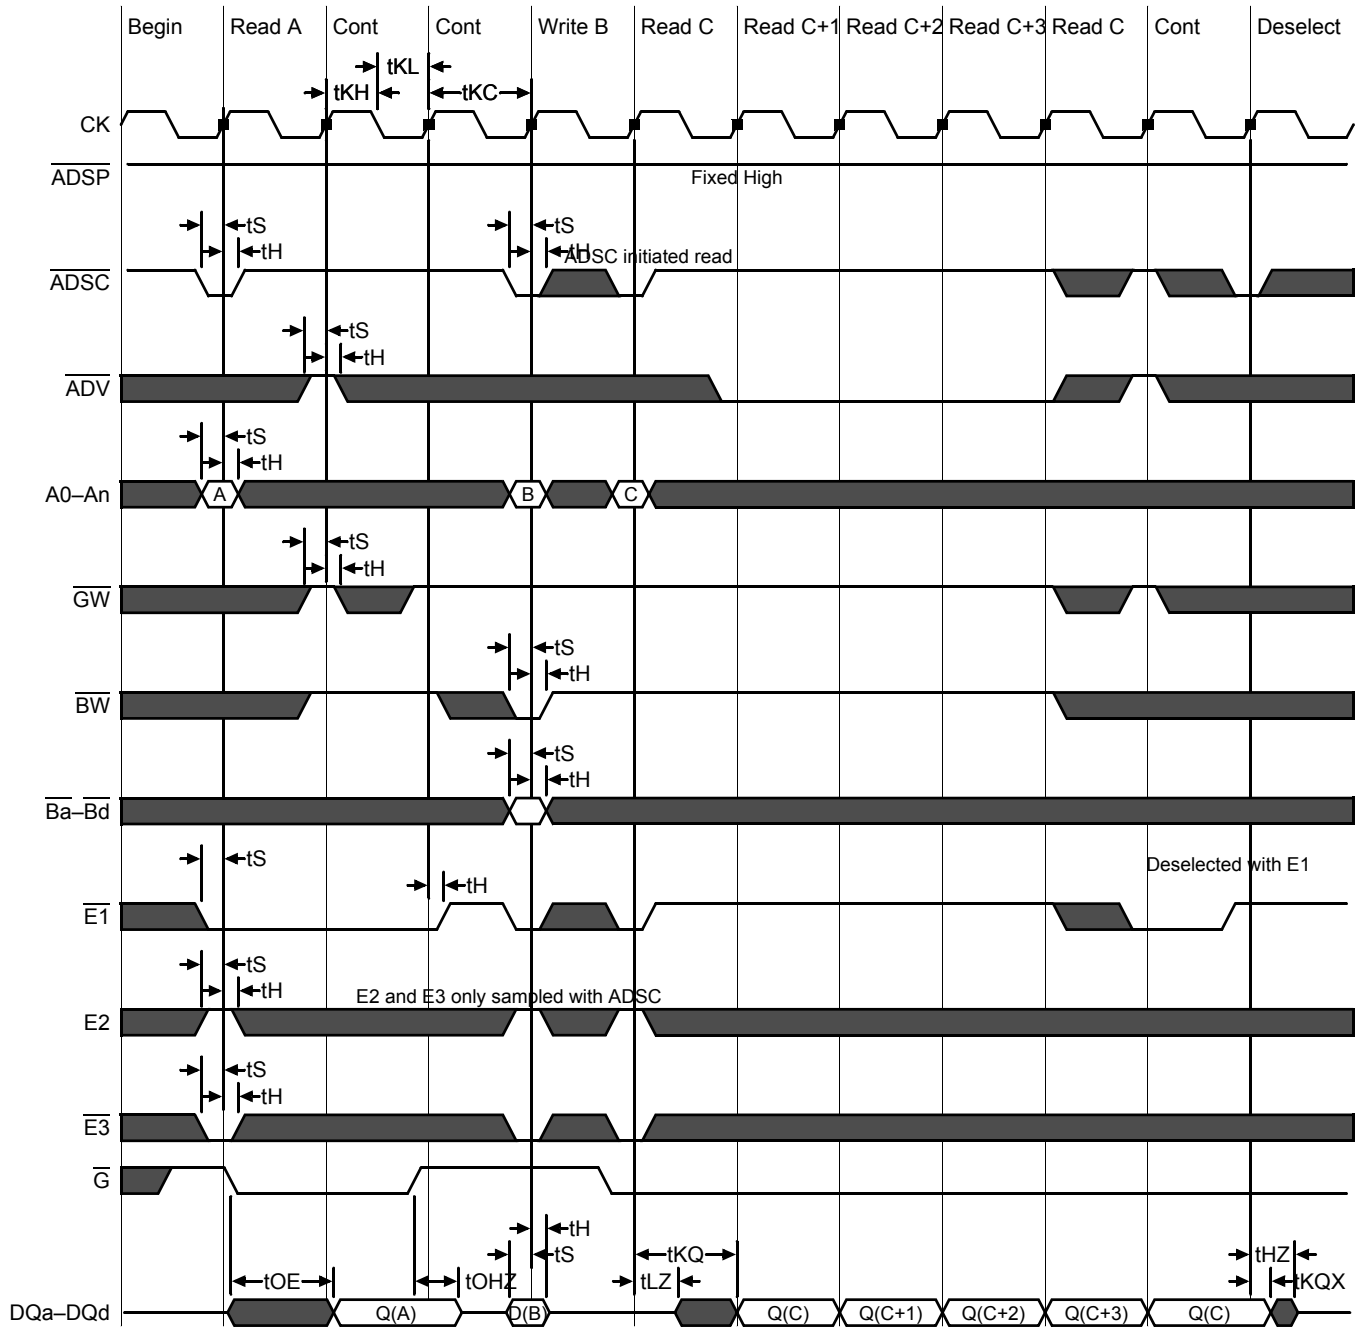 Begin Read A Cont Cont Write B Read C Read C+1 Read C+2 Read C+3 Read C Cont Deselect
tKL
tKH tKC
CK
ADSP
Fixed High
tS tS
tH tH
ADSC initiated read
ADSC
tS
tH
ADV
tS
tH
A0–An A B C
tS
tH
GW
tS
tH
BW
tS
tH
Ba–Bd
tS Deselected with E1
tH
E1
tS
tH
E2 and E3 only sampled with ADSC
E2
tS
tH
E3
G
tH
tS tKQ tHZ
tOE tOHZ tLZ tKQX
DQa–DQd Q(A) D(B) Q(C) Q(C+1) Q(C+2) Q(C+3) Q(C)